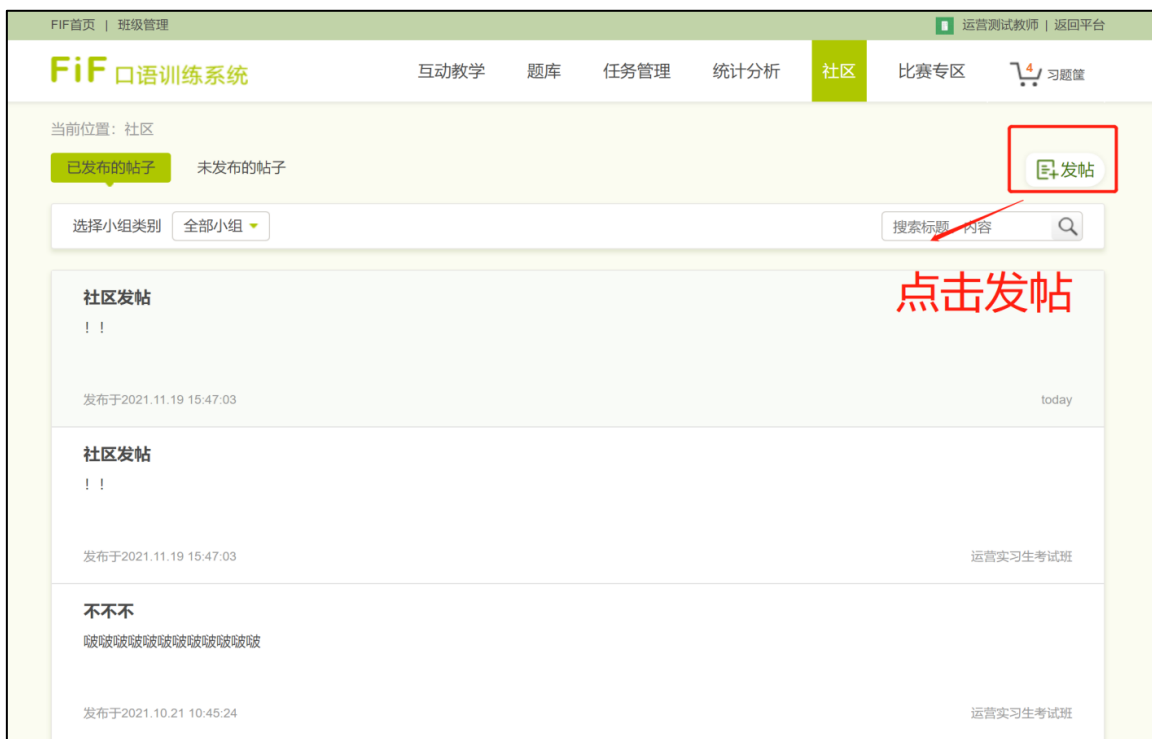 FIF首页 | 班级管理 运营测试教师 | 返回平台
FiF 口语训练系统 互动教学 题库 任务管理 统计分析 社区 比赛专区 4 习题筐
当前位置：社区
已发布的帖子 未发布的帖子 发帖
选择小组类别 全部小组 搜索标题、内容
点击发帖
社区发帖
！！
发布于2021.11.19 15:47:03 today
社区发帖
！！
发布于2021.11.19 15:47:03 运营实习生考试班
不不不
啵啵啵啵啵啵啵啵啵啵啵啵
发布于2021.10.21 10:45:24 运营实习生考试班